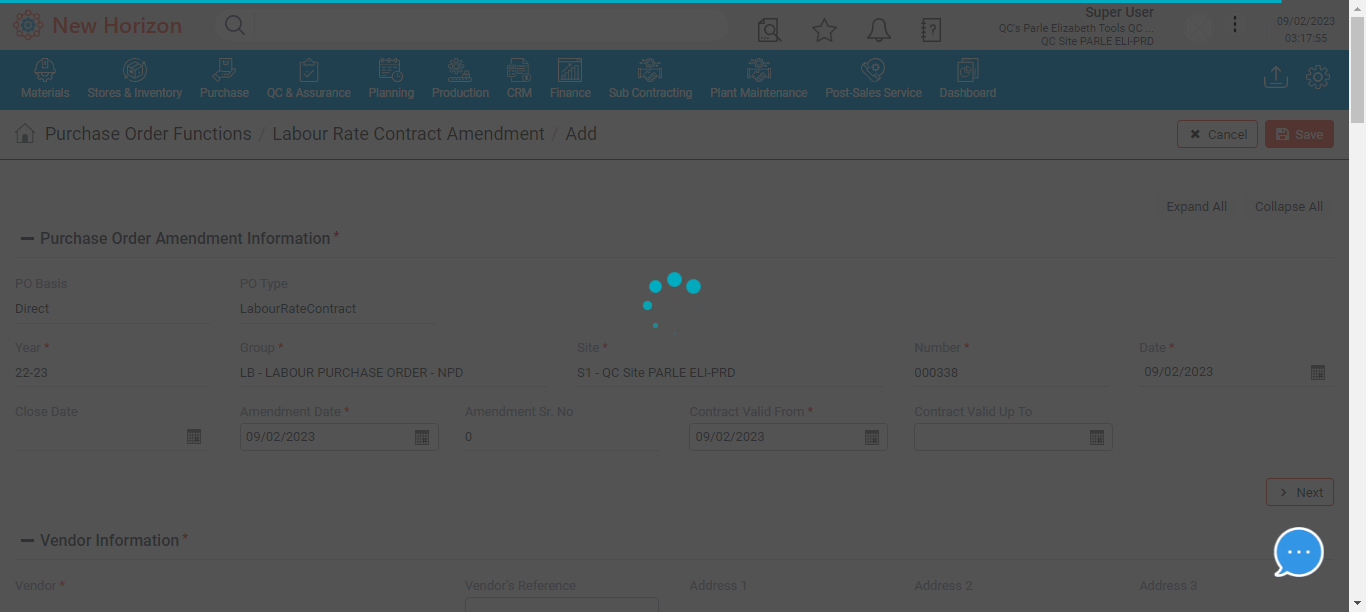 New Horizon
Super User
QC's Parle Elizabeth Tools QC ...
QC Site PARLE ELI-PRD
09/02/2023
03:17:55
Materials
Stores & Inventory
Purchase
QC & Assurance
Planning
Production
CRM
Finance
Sub Contracting
Plant Maintenance
Post-Sales Service
Dashboard
Purchase Order Functions / Labour Rate Contract Amendment / Add
Cancel
Save
Expand All
Collapse All
Purchase Order Amendment Information *
PO Basis
PO Type
Direct
LabourRateContract
Year *
Group *
Site *
Number *
Date *
22-23
LB - LABOUR PURCHASE ORDER - NPD
S1 - QC Site PARLE ELI-PRD
000338
09/02/2023
Close Date
Amendment Date *
Amendment Sr. No
Contract Valid From *
Contract Valid Up To
09/02/2023
0
09/02/2023
Next
Vendor Information *
Vendor *
Vendor's Reference
Address 1
Address 2
Address 3